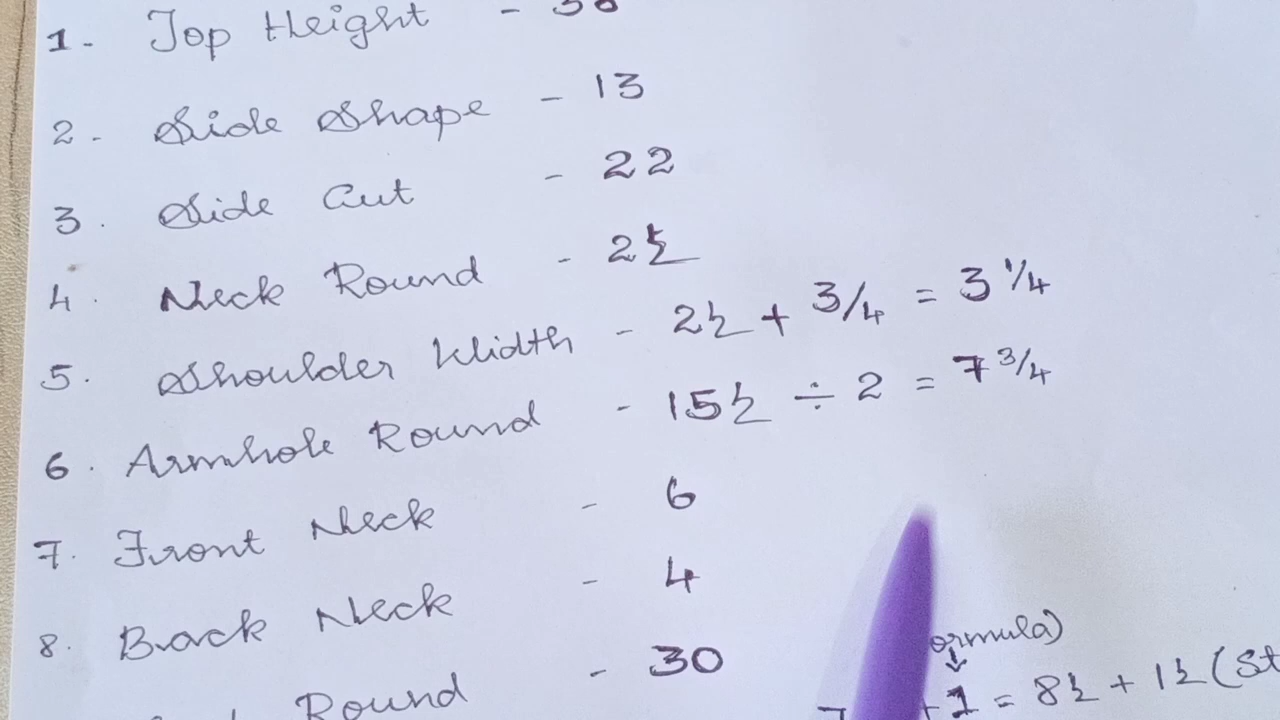 1. Top Height -
2. Side Shape - 13
3. Side Cut - 22
4. Neck Round - 2½
5. Shoulder Width - 2½ + 3/4 = 3 1/4
6. Armhole Round - 15½ ÷ 2 = 7 3/4
7. Front Neck - 6
8. Back Neck - 4
Round - 30
ormula)
↓
+ 1 = 8½ + 1½ (St